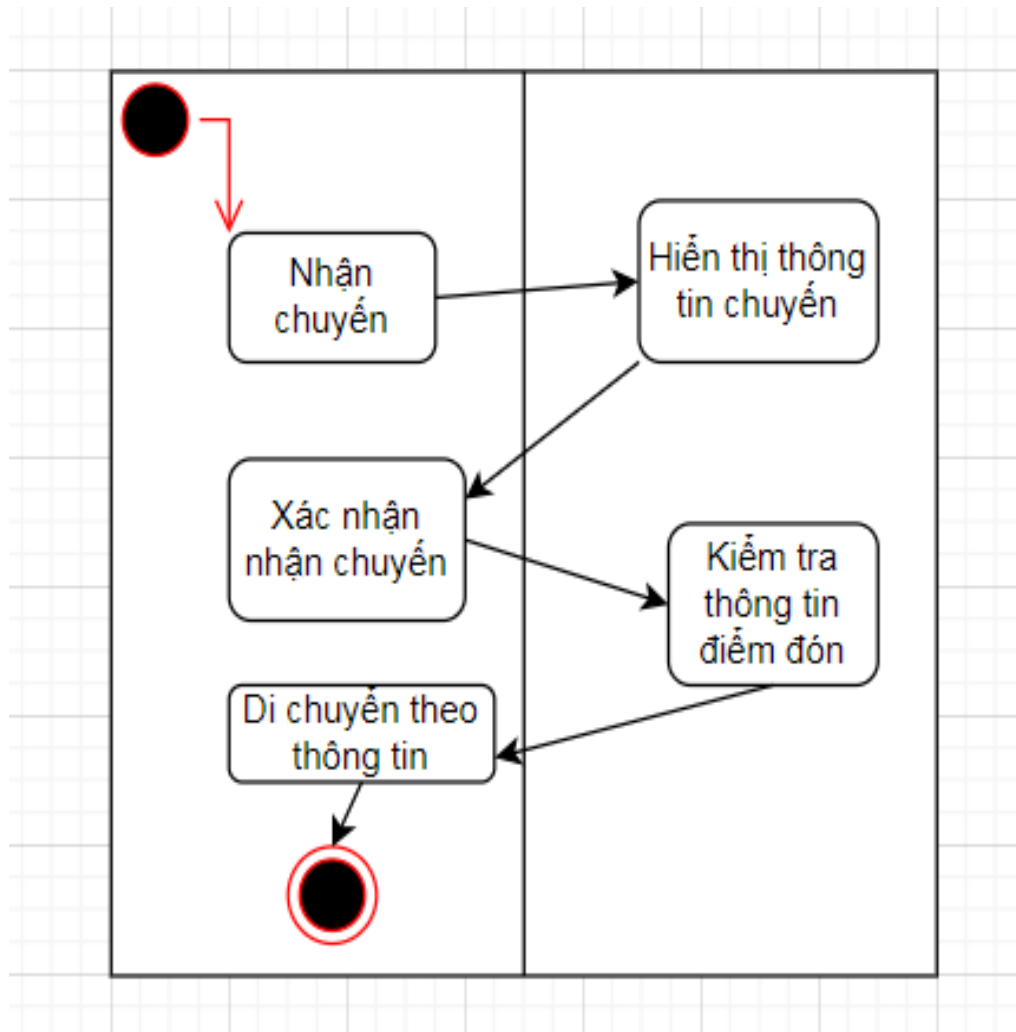 Nhận
chuyến
Hiển thị thông
tin chuyến
Xác nhận
nhận chuyến
Kiểm tra
thông tin
điểm đón
Di chuyển theo
thông tin